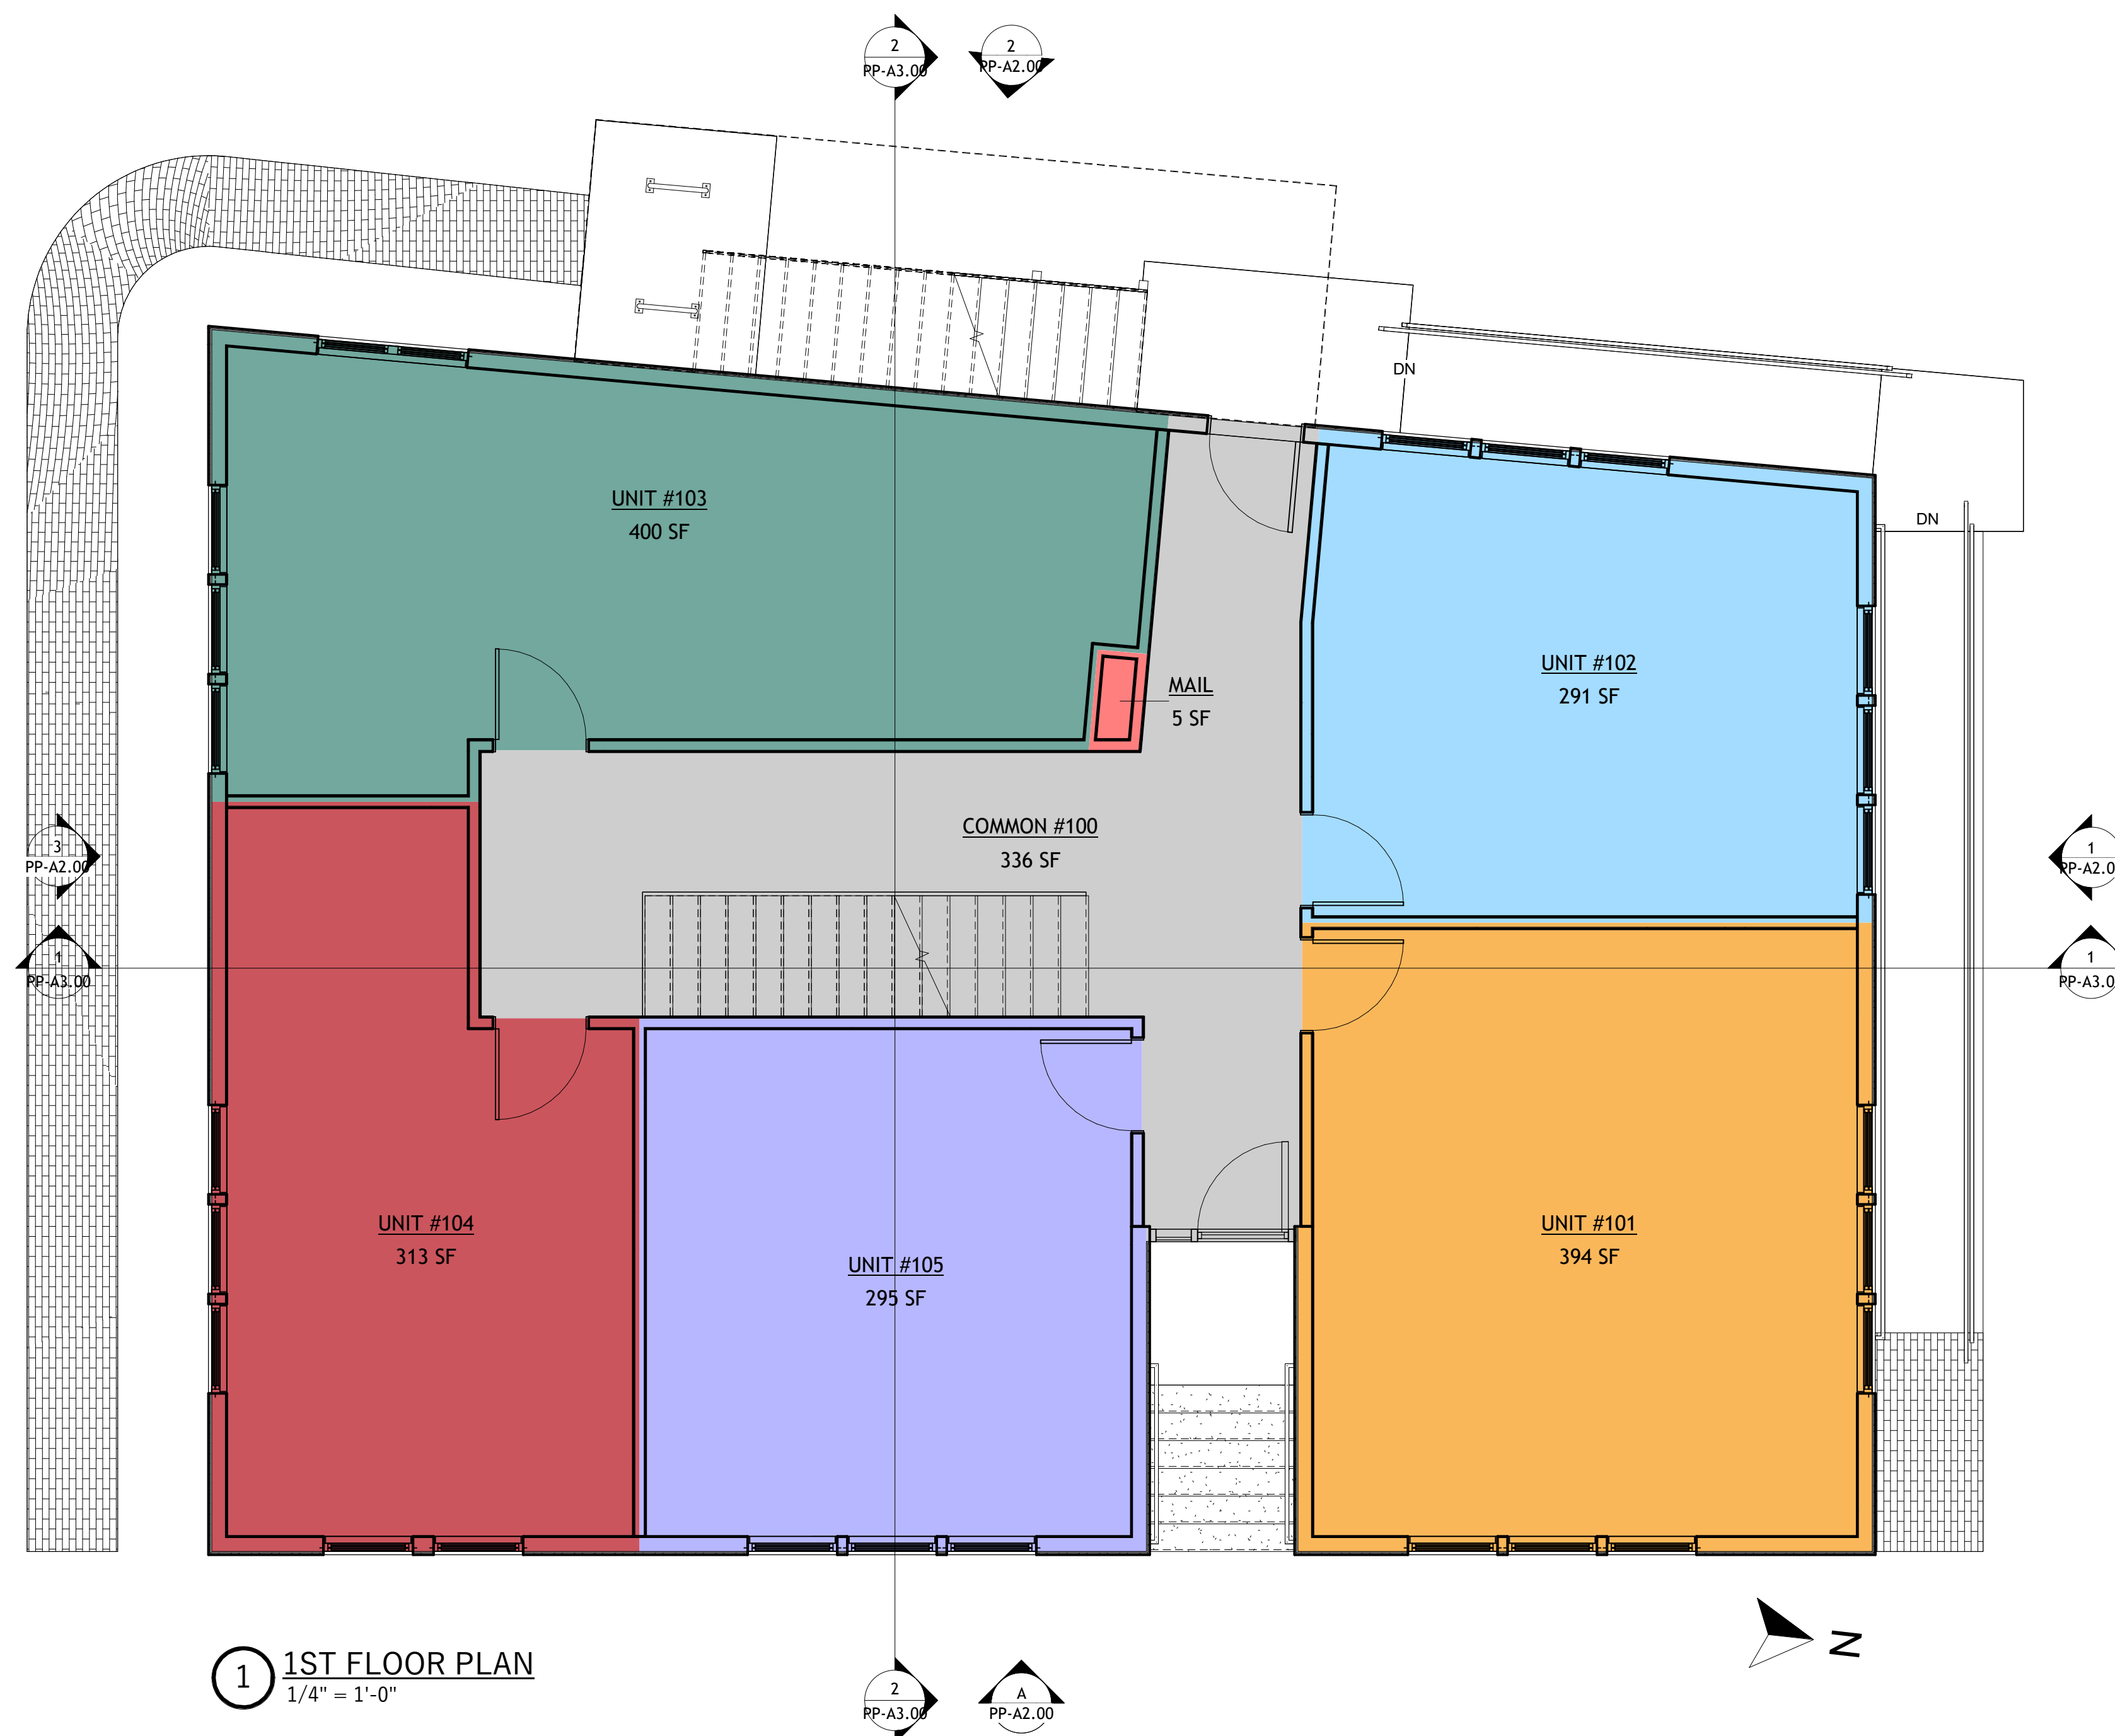 2
PP-A3.00
2
PP-A2.00
DN
DN
UNIT #103
400 SF
UNIT #102
291 SF
MAIL
5 SF
COMMON #100
336 SF
3
PP-A2.00
1
PP-A2.0
1
PP-A3.00
1
PP-A3.0
UNIT #104
313 SF
UNIT #105
295 SF
UNIT #101
394 SF
N
1
1ST FLOOR PLAN
1/4" = 1'-0"
2
PP-A3.00
A
PP-A2.00